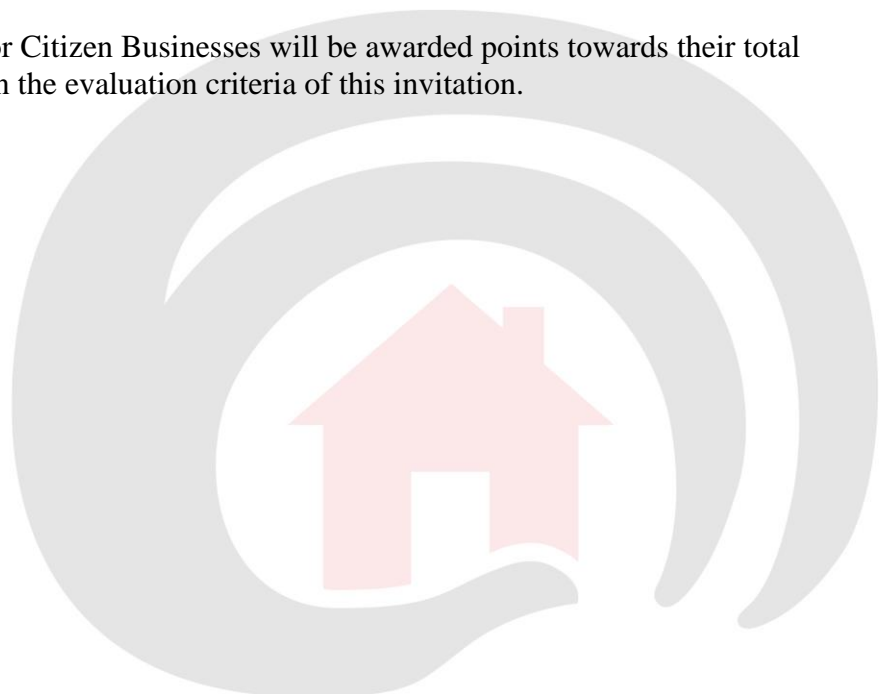 or Citizen Businesses will be awarded points towards their total
n the evaluation criteria of this invitation.